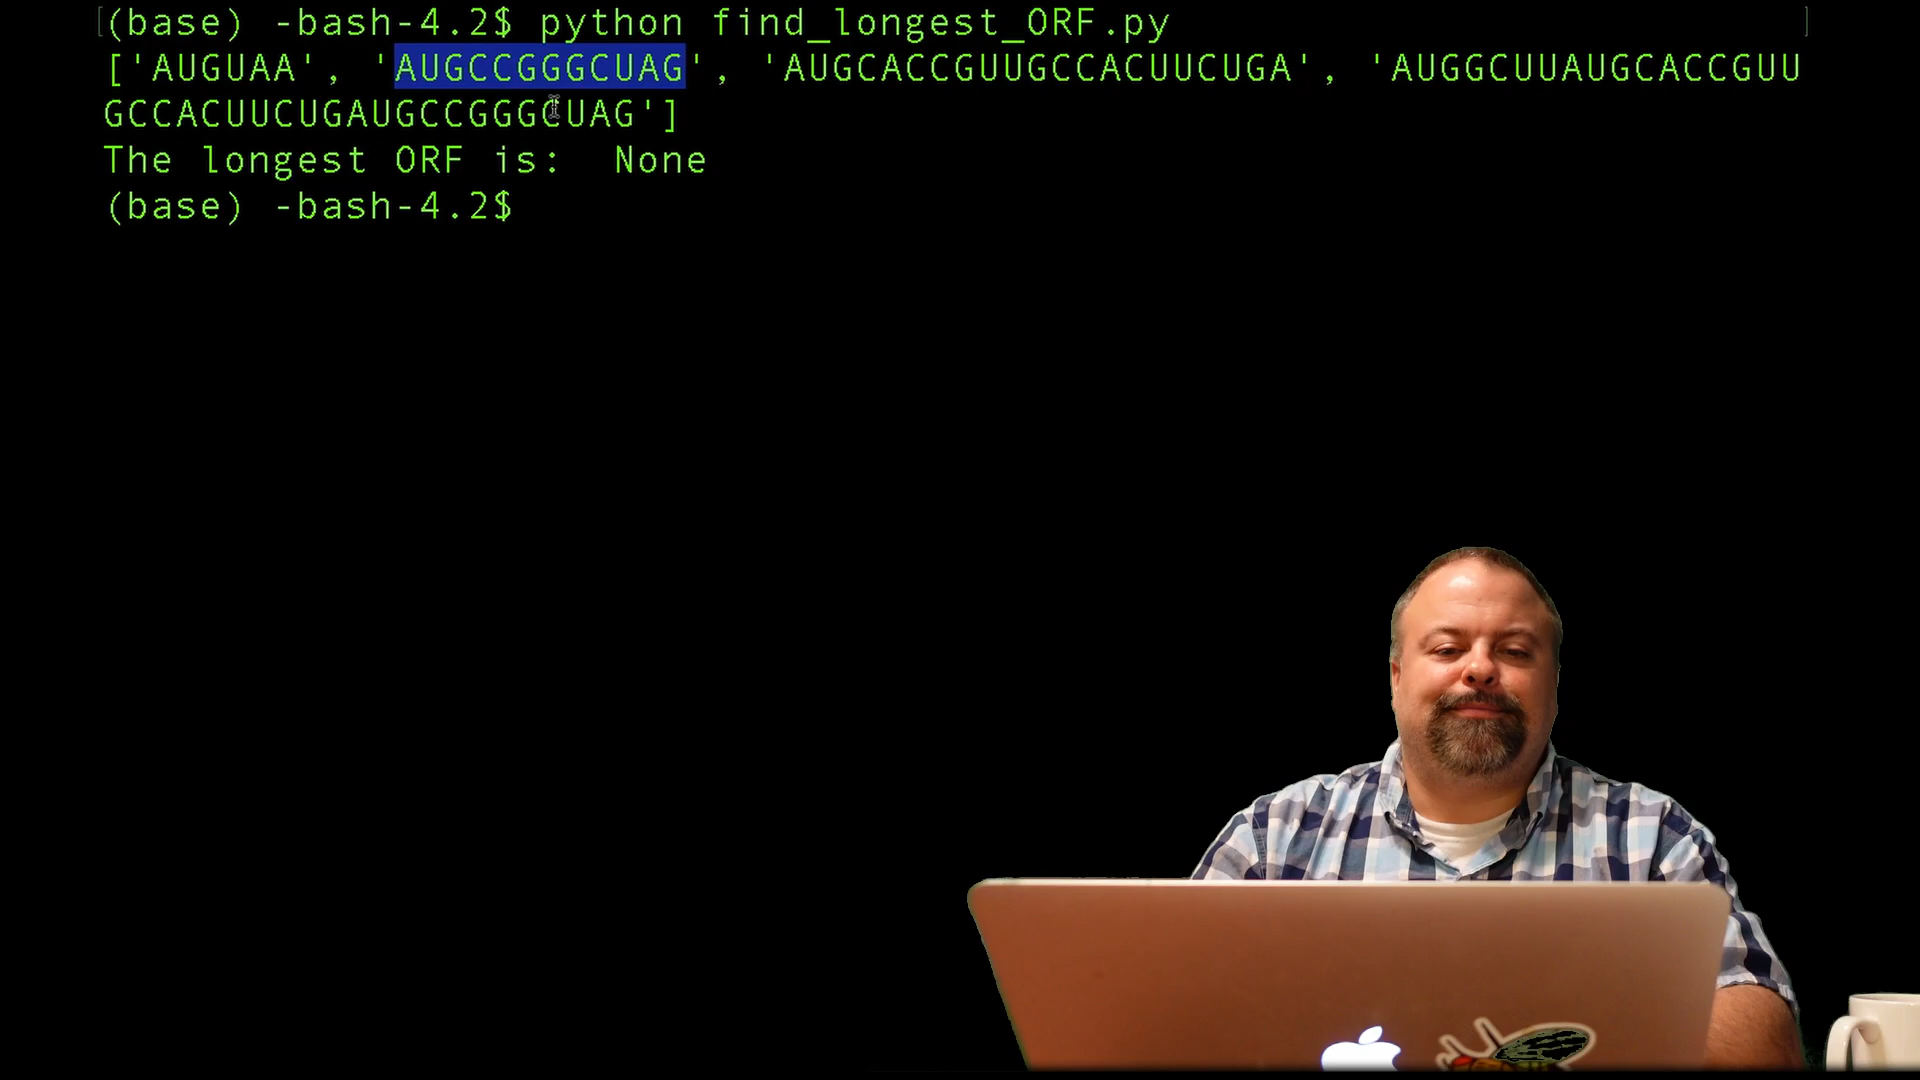 (base) -bash-4.2$ python find_longest_ORF.py
['AUGUAA', 'AUGCCGGGCUAG', 'AUGCACCGUUGCCACUUCUGA', 'AUGGCUUAUGCACCGUU
GCCACUUCUGAUGCCGGGCUAG']
The longest ORF is:  None
(base) -bash-4.2$